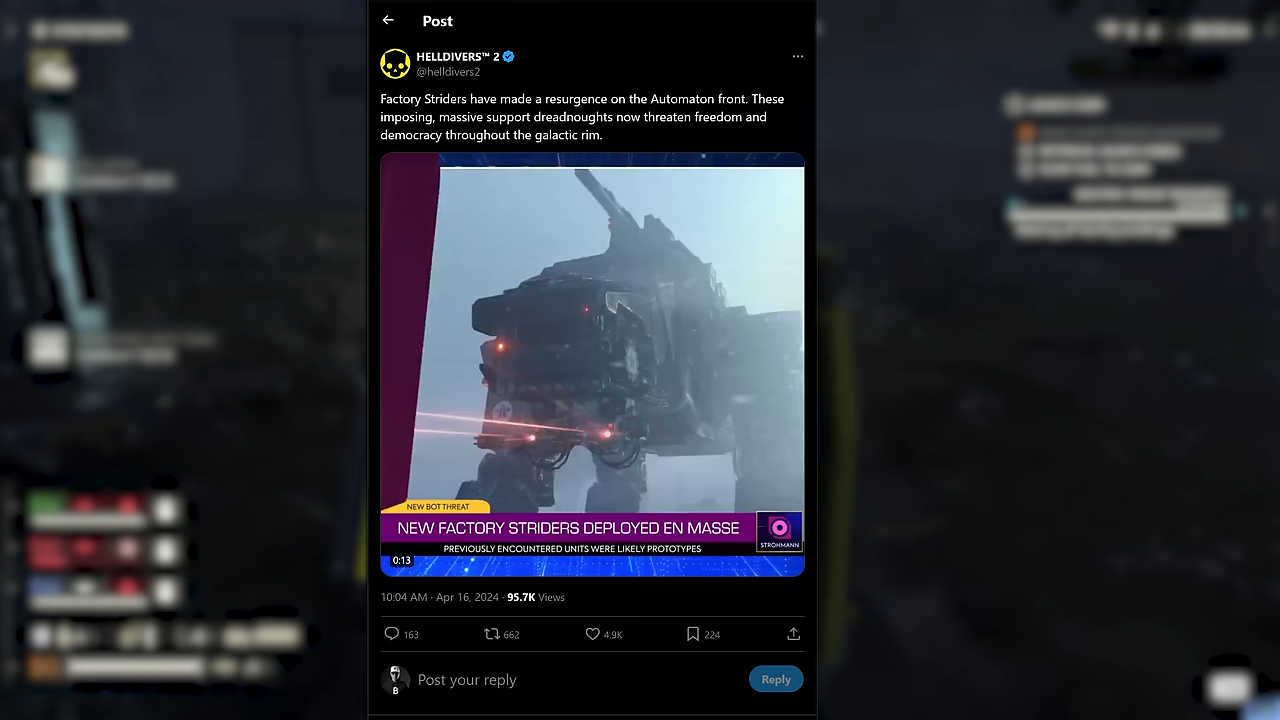 Post
HELLDIVERS™ 2
@helldivers2
Factory Striders have made a resurgence on the Automaton front. These
imposing, massive support dreadnoughts now threaten freedom and
democracy throughout the galactic rim.
NEW BOT THREAT
NEW FACTORY STRIDERS DEPLOYED EN MASSE
STROHMANN
PREVIOUSLY ENCOUNTERED UNITS WERE LIKELY PROTOTYPES
0:13
10:04 AM · Apr 16, 2024 · 95.7K Views
163 662 4.9K 224
B
Post your reply
Reply